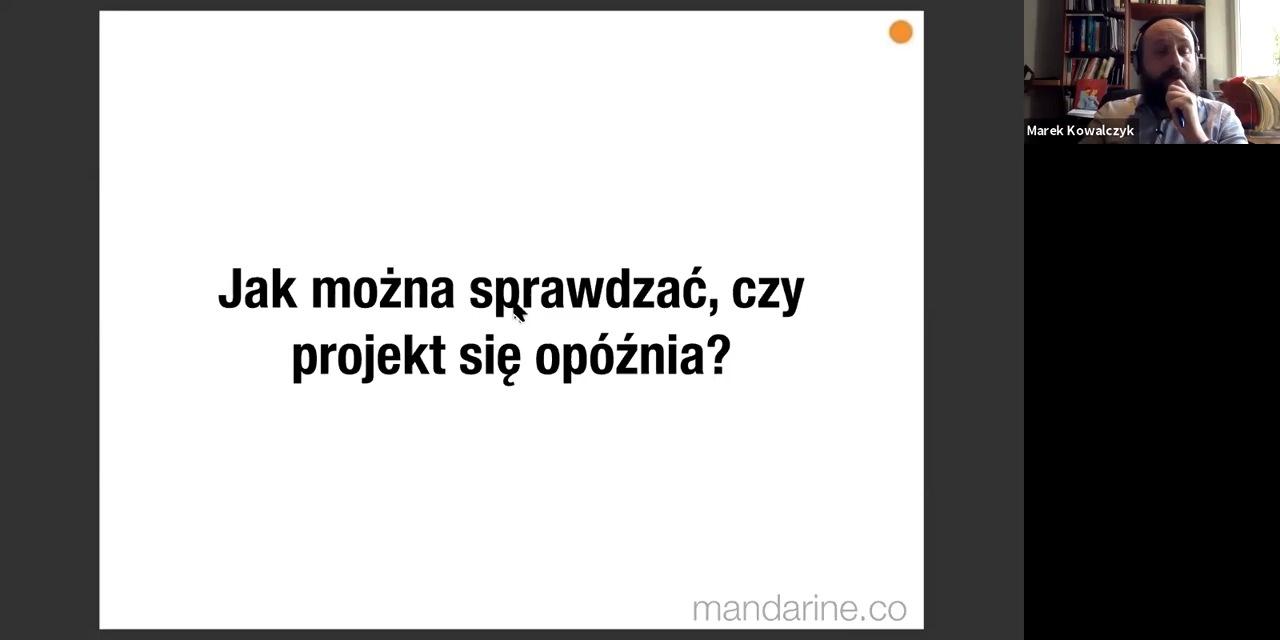 Jak można sprawdzać, czy
projekt się opóźnia?
mandarine.co
Marek Kowalczyk